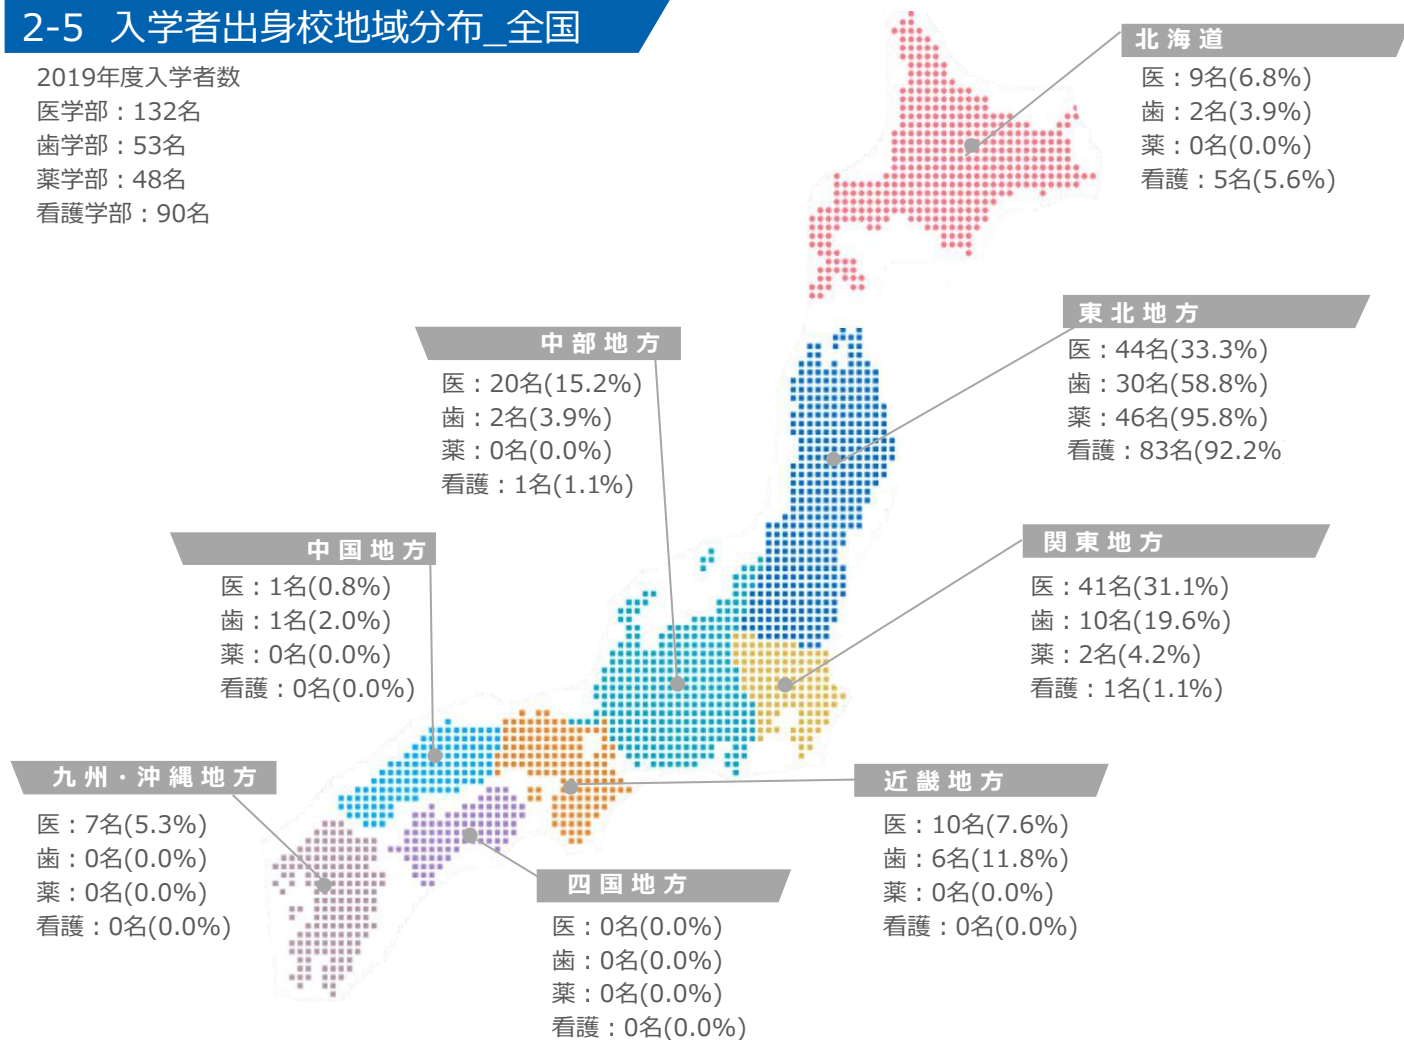 2-5 入学者出身校地域分布_全国
2019年度入学者数
医学部：132名
歯学部：53名
薬学部：48名
看護学部：90名
北海道
医：9名(6.8%)
歯：2名(3.9%)
薬：0名(0.0%)
看護：5名(5.6%)
東北地方
医：44名(33.3%)
歯：30名(58.8%)
薬：46名(95.8%)
看護：83名(92.2%
中部地方
医：20名(15.2%)
歯：2名(3.9%)
薬：0名(0.0%)
看護：1名(1.1%)
関東地方
医：41名(31.1%)
歯：10名(19.6%)
薬：2名(4.2%)
看護：1名(1.1%)
中国地方
医：1名(0.8%)
歯：1名(2.0%)
薬：0名(0.0%)
看護：0名(0.0%)
九州・沖縄地方
医：7名(5.3%)
歯：0名(0.0%)
薬：0名(0.0%)
看護：0名(0.0%)
近畿地方
医：10名(7.6%)
歯：6名(11.8%)
薬：0名(0.0%)
看護：0名(0.0%)
四国地方
医：0名(0.0%)
歯：0名(0.0%)
薬：0名(0.0%)
看護：0名(0.0%)